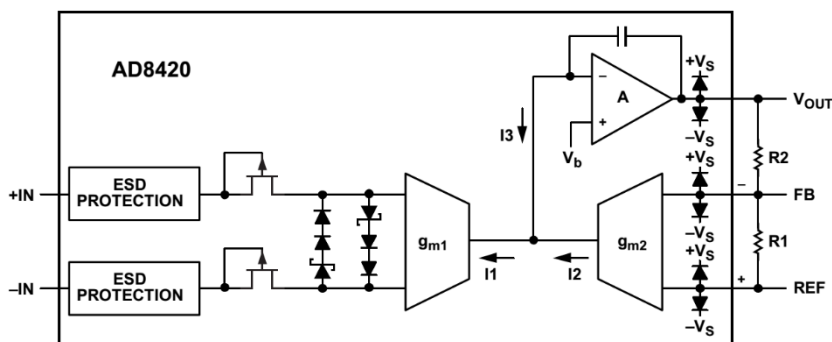 AD8420
+V_S
−
A
V_OUT
−V_S
I3
+
R2
V_b
+V_S
ESD
PROTECTION
+IN
−
FB
−V_S
g_m1
g_m2
+V_S
R1
ESD
PROTECTION
−IN
I1
I2
+
REF
−V_S